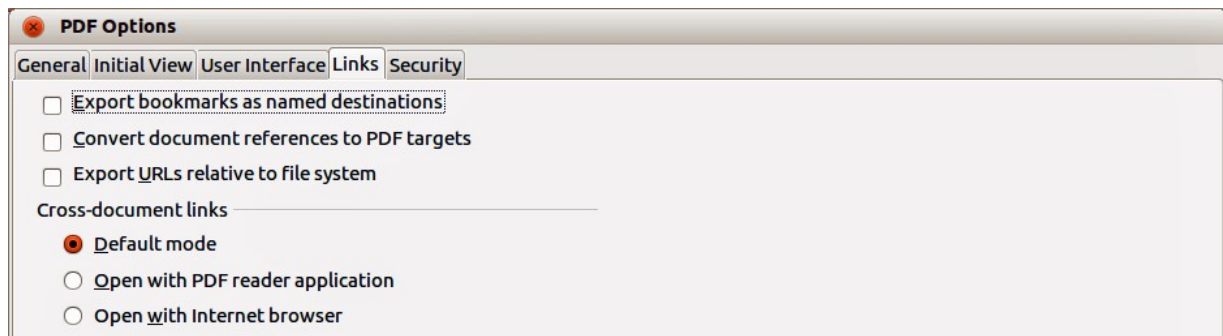 PDF Options
General Initial View User Interface Links Security
Export bookmarks as named destinations
Convert document references to PDF targets
Export URLs relative to file system
Cross-document links
Default mode
Open with PDF reader application
Open with Internet browser